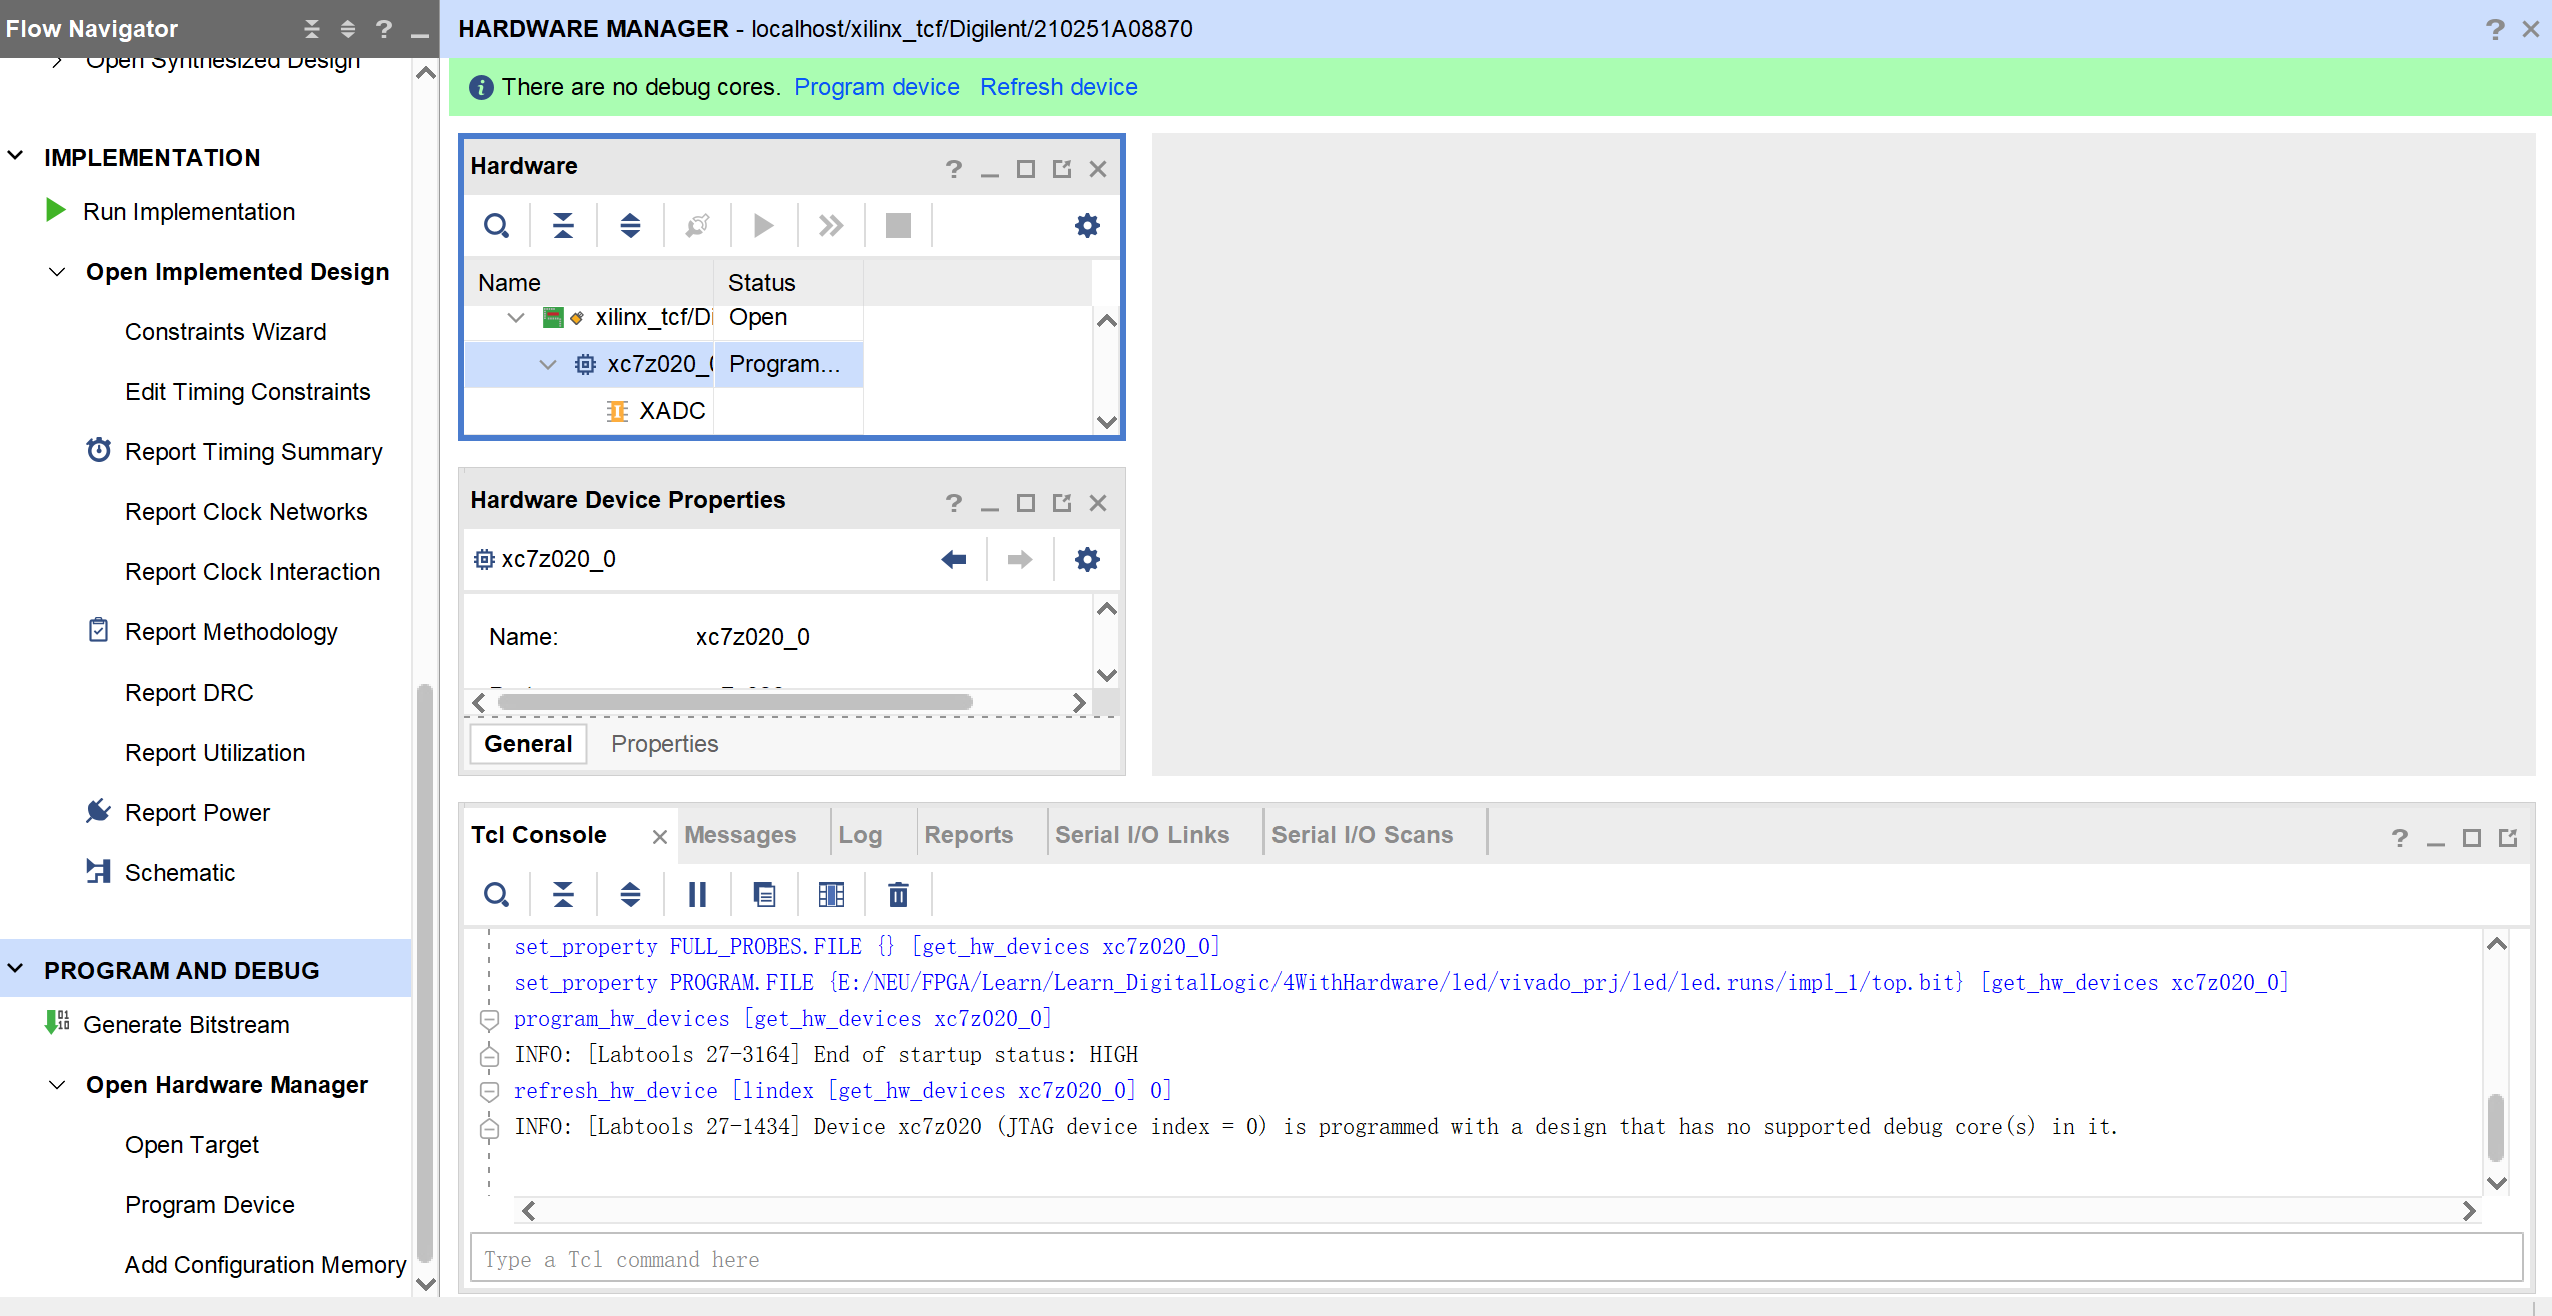 Flow Navigator
HARDWARE MANAGER - localhost/xilinx_tcf/Digilent/210251A08870
Open Synthesized Design
There are no debug cores. Program device Refresh device
IMPLEMENTATION
Run Implementation
Open Implemented Design
Constraints Wizard
Edit Timing Constraints
Report Timing Summary
Report Clock Networks
Report Clock Interaction
Report Methodology
Report DRC
Report Utilization
Report Power
Schematic
PROGRAM AND DEBUG
Generate Bitstream
Open Hardware Manager
Open Target
Program Device
Add Configuration Memory
Hardware
Name Status
xilinx_tcf/Di Open
xc7z020_0 Program...
XADC
Hardware Device Properties
xc7z020_0
Name: xc7z020_0
General Properties
Tcl Console Messages Log Reports Serial I/O Links Serial I/O Scans
set_property FULL_PROBES.FILE {} [get_hw_devices xc7z020_0]
set_property PROGRAM.FILE {E:/NEU/FPGA/Learn/Learn_DigitalLogic/4WithHardware/led/vivado_prj/led/led.runs/impl_1/top.bit} [get_hw_devices xc7z020_0]
program_hw_devices [get_hw_devices xc7z020_0]
INFO: [Labtools 27-3164] End of startup status: HIGH
refresh_hw_device [lindex [get_hw_devices xc7z020_0] 0]
INFO: [Labtools 27-1434] Device xc7z020 (JTAG device index = 0) is programmed with a design that has no supported debug core(s) in it.
Type a Tcl command here